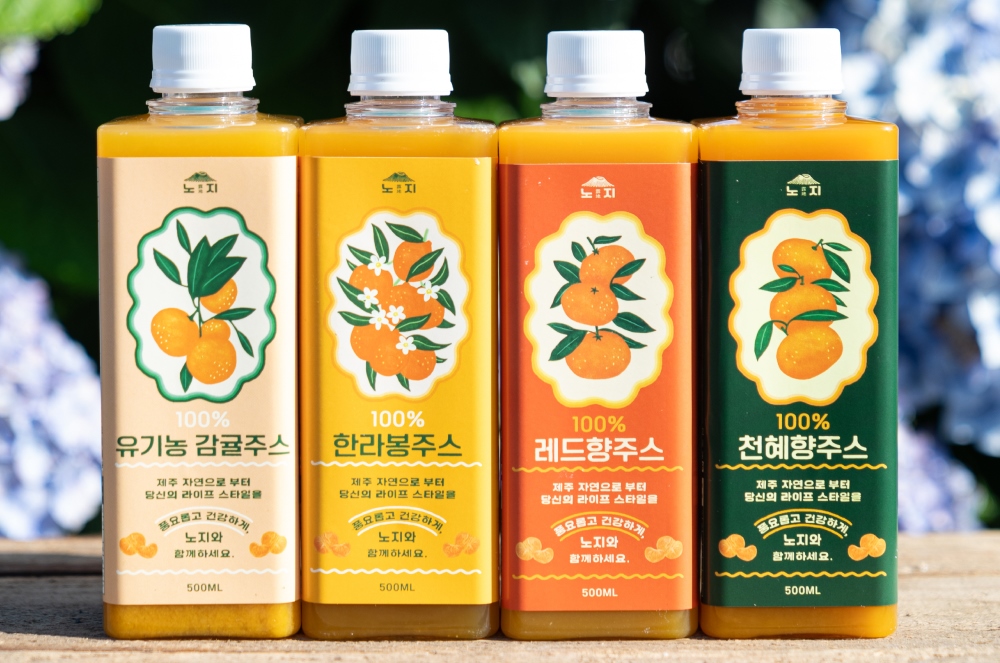 노지
100%
유기농 감귤주스
제주 자연으로 부터
당신의 라이프 스타일을
풍요롭고 건강하게,
노지와
함께하세요.
500ML
노지
100%
한라봉주스
제주 자연으로 부터
당신의 라이프 스타일을
풍요롭고 건강하게,
노지와
함께하세요.
500ML
노지
100%
레드향주스
제주 자연으로 부터
당신의 라이프 스타일을
풍요롭고 건강하게,
노지와
함께하세요.
500ML
노지
100%
천혜향주스
제주 자연으로 부터
당신의 라이프 스타일을
풍요롭고 건강하게,
노지와
함께하세요.
500ML